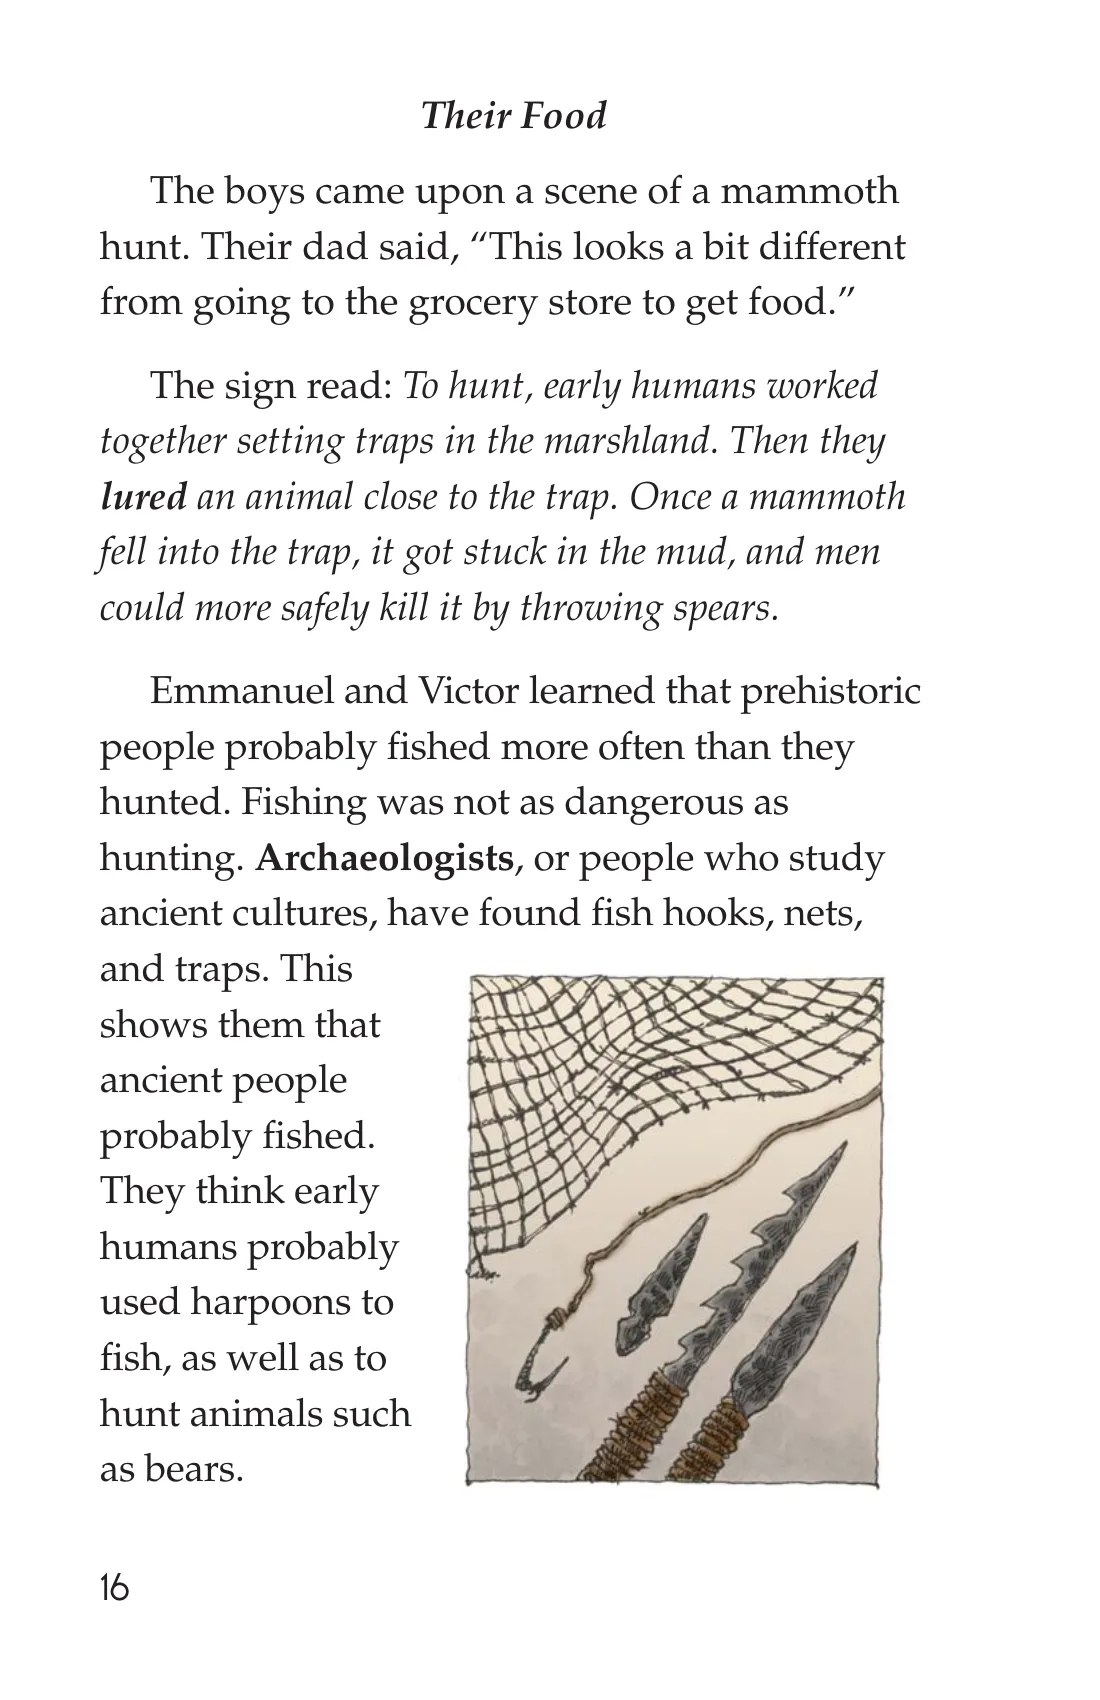 Their Food
The boys came upon a scene of a mammoth
hunt. Their dad said, “This looks a bit different
from going to the grocery store to get food.”
The sign read: To hunt, early humans worked
together setting traps in the marshland. Then they
lured an animal close to the trap. Once a mammoth
fell into the trap, it got stuck in the mud, and men
could more safely kill it by throwing spears.
Emmanuel and Victor learned that prehistoric
people probably fished more often than they
hunted. Fishing was not as dangerous as
hunting. Archaeologists, or people who study
ancient cultures, have found fish hooks, nets,
and traps. This
shows them that
ancient people
probably fished.
They think early
humans probably
used harpoons to
fish, as well as to
hunt animals such
as bears.
16